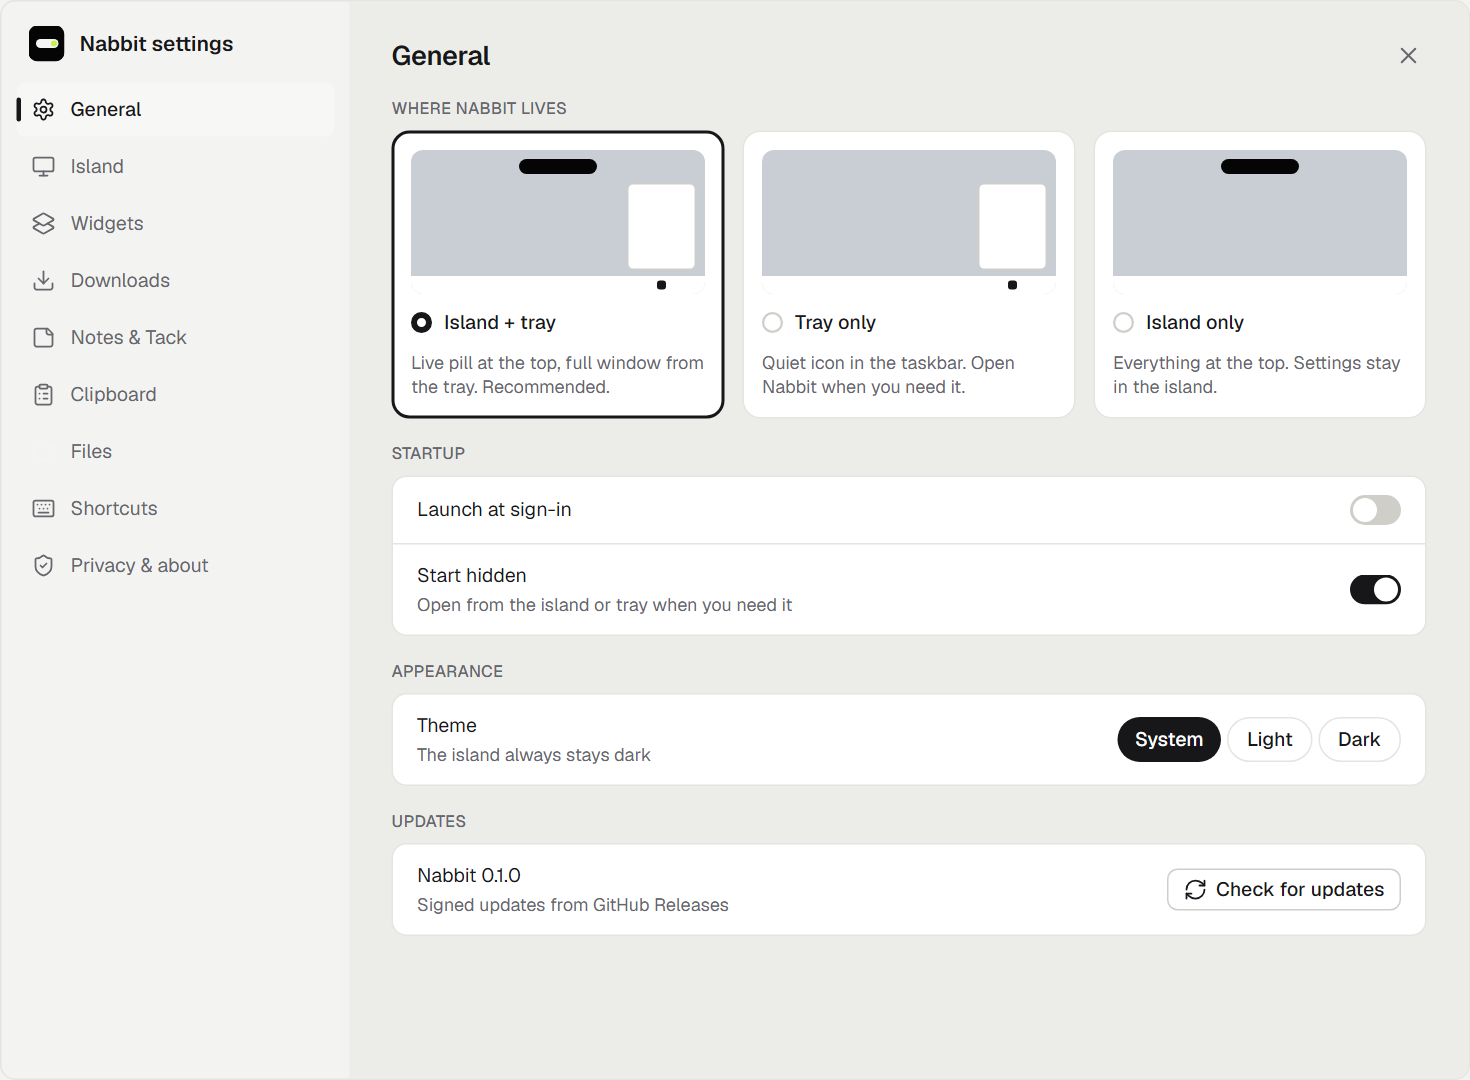 Nabbit settings
General
Island
Widgets
Downloads
Notes & Tack
Clipboard
Files
Shortcuts
Privacy & about
General
WHERE NABBIT LIVES
Island + tray
Live pill at the top, full window from
the tray. Recommended.
Tray only
Quiet icon in the taskbar. Open
Nabbit when you need it.
Island only
Everything at the top. Settings stay
in the island.
STARTUP
Launch at sign-in
Start hidden
Open from the island or tray when you need it
APPEARANCE
Theme
The island always stays dark
System
Light
Dark
UPDATES
Nabbit 0.1.0
Signed updates from GitHub Releases
Check for updates